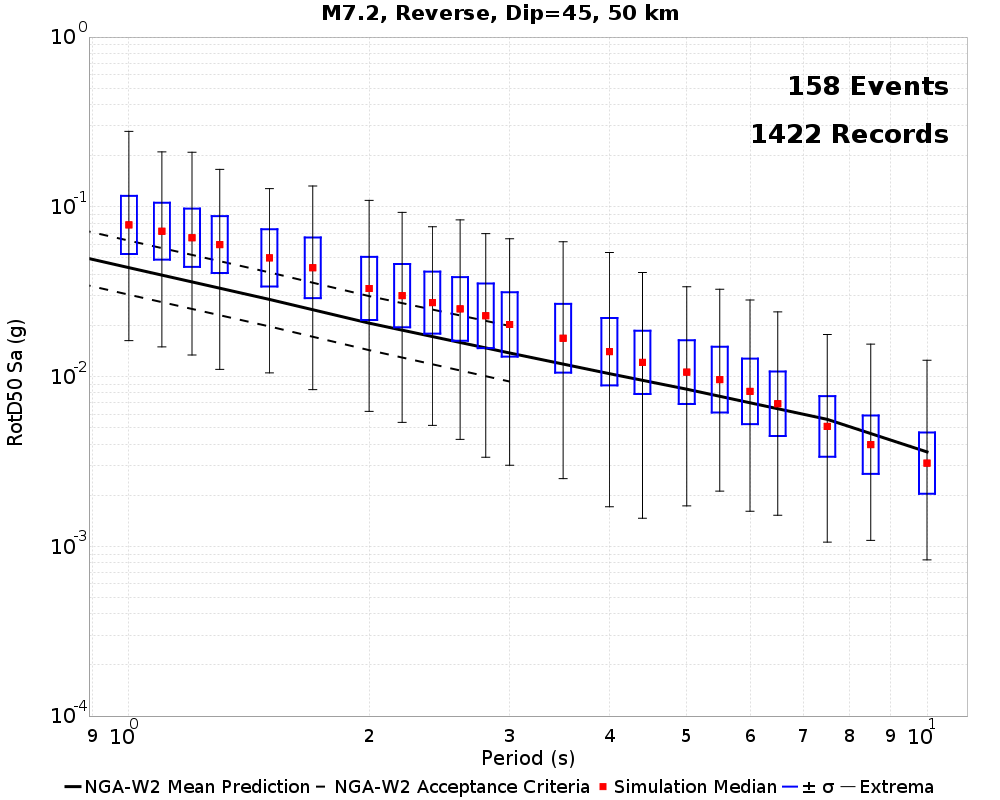 M7.2, Reverse, Dip=45, 50 km
158 Events
1422 Records
RotD50 Sa (g)
10^0
10^-1
10^-2
10^-3
10^-4
9 10^0 2 3 4 5 6 7 8 9 10^1
Period (s)
NGA-W2 Mean Prediction NGA-W2 Acceptance Criteria Simulation Median ± σ Extrema